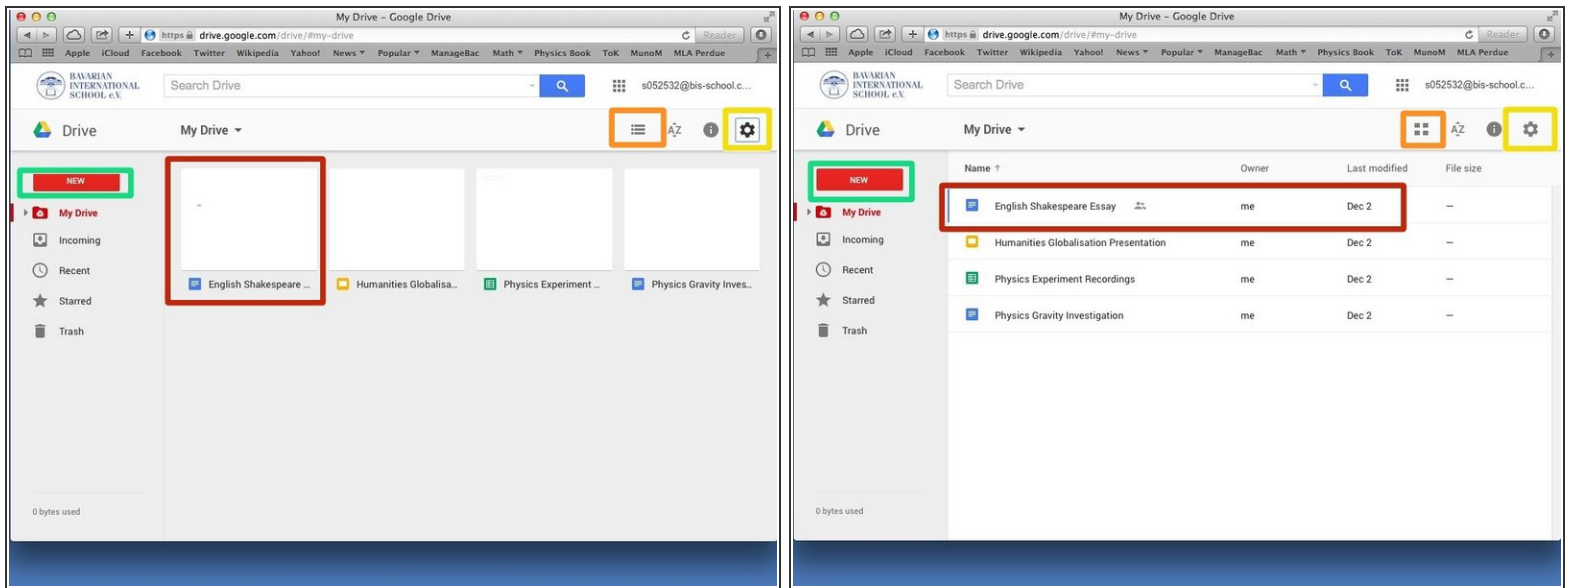 My Drive – Google Drive
https drive.google.com/drive/#my-drive
Reader
Apple iCloud Facebook Twitter Wikipedia Yahoo! News Popular ManageBac Math Physics Book ToK MunoM MLA Perdue
BAVARIAN
INTERNATIONAL
SCHOOL e.V.
Search Drive
s052532@bis-school.c...
Drive
My Drive
AZ
NEW
My Drive
Incoming
Recent
Starred
Trash
English Shakespeare ...
Humanities Globalisa...
Physics Experiment ...
Physics Gravity Inves...
0 bytes used
My Drive – Google Drive
https drive.google.com/drive/#my-drive
Reader
Apple iCloud Facebook Twitter Wikipedia Yahoo! News Popular ManageBac Math Physics Book ToK MunoM MLA Perdue
BAVARIAN
INTERNATIONAL
SCHOOL e.V.
Search Drive
s052532@bis-school.c...
Drive
My Drive
AZ
NEW
My Drive
Incoming
Recent
Starred
Trash
Name Owner Last modified File size
English Shakespeare Essay me Dec 2 –
Humanities Globalisation Presentation me Dec 2 –
Physics Experiment Recordings me Dec 2 –
Physics Gravity Investigation me Dec 2 –
0 bytes used